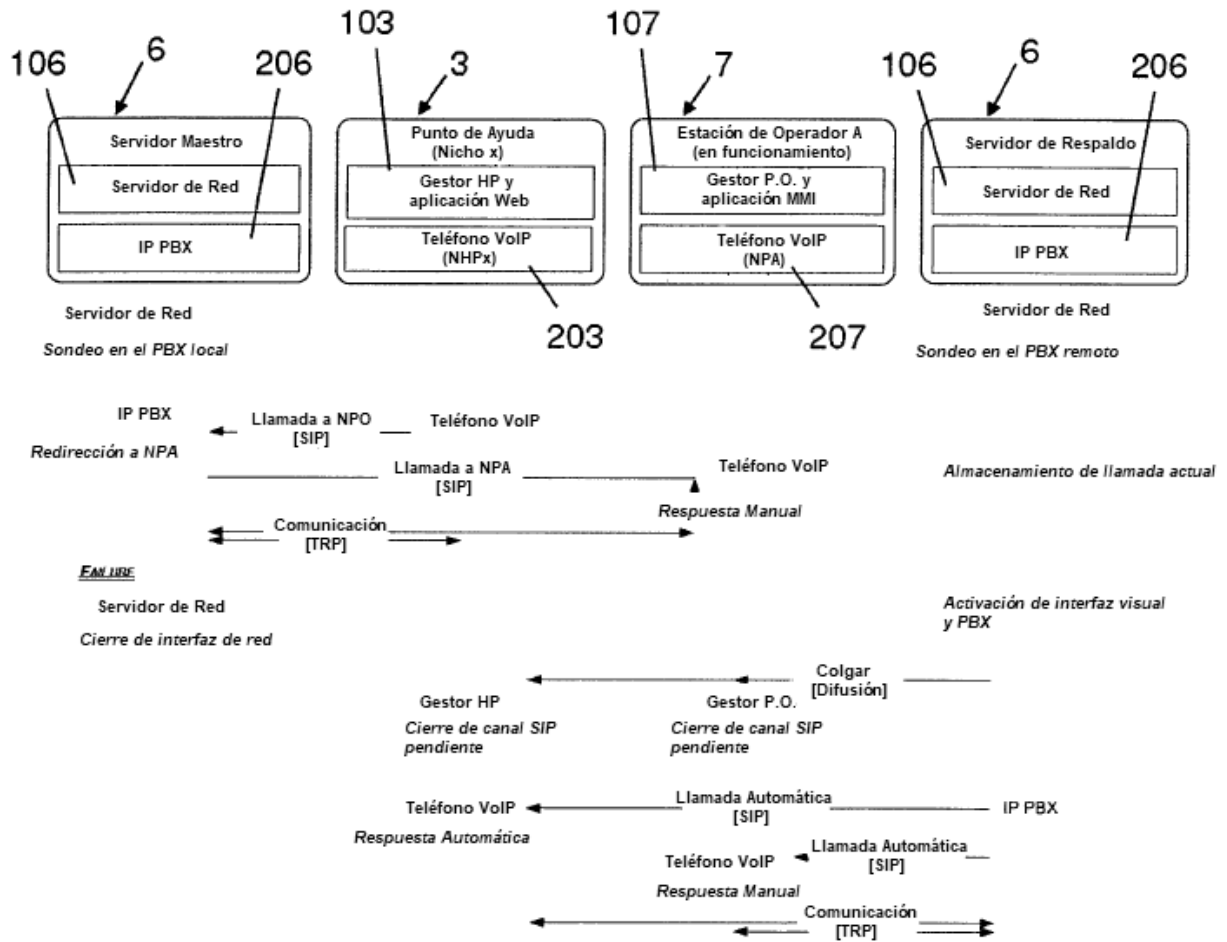 103
107
106
6
206
3
7
106
6
206
Servidor Maestro
Servidor de Red
IP PBX
Punto de Ayuda
(Nicho x)
Gestor HP y
aplicación Web
Teléfono VoIP
(NHPx)
Estación de Operador A
(en funcionamiento)
Gestor P.O. y
aplicación MMI
Teléfono VoIP
(NPA)
Servidor de Respaldo
Servidor de Red
IP PBX
203
207
Servidor de Red
Sondeo en el PBX local
Servidor de Red
Sondeo en el PBX remoto
IP PBX
Redirección a NPA
Llamada a NPO
[SIP]
Teléfono VoIP
Llamada a NPA
[SIP]
Teléfono VoIP
Respuesta Manual
Almacenamiento de llamada actual
Comunicación
[TRP]
FAILURE
Servidor de Red
Cierre de interfaz de red
Activación de interfaz visual
y PBX
Colgar
[Difusión]
Gestor HP
Cierre de canal SIP
pendiente
Gestor P.O.
Cierre de canal SIP
pendiente
Teléfono VoIP
Respuesta Automática
Llamada Automática
[SIP]
IP PBX
Teléfono VoIP
Respuesta Manual
Llamada Automática
[SIP]
Comunicación
[TRP]